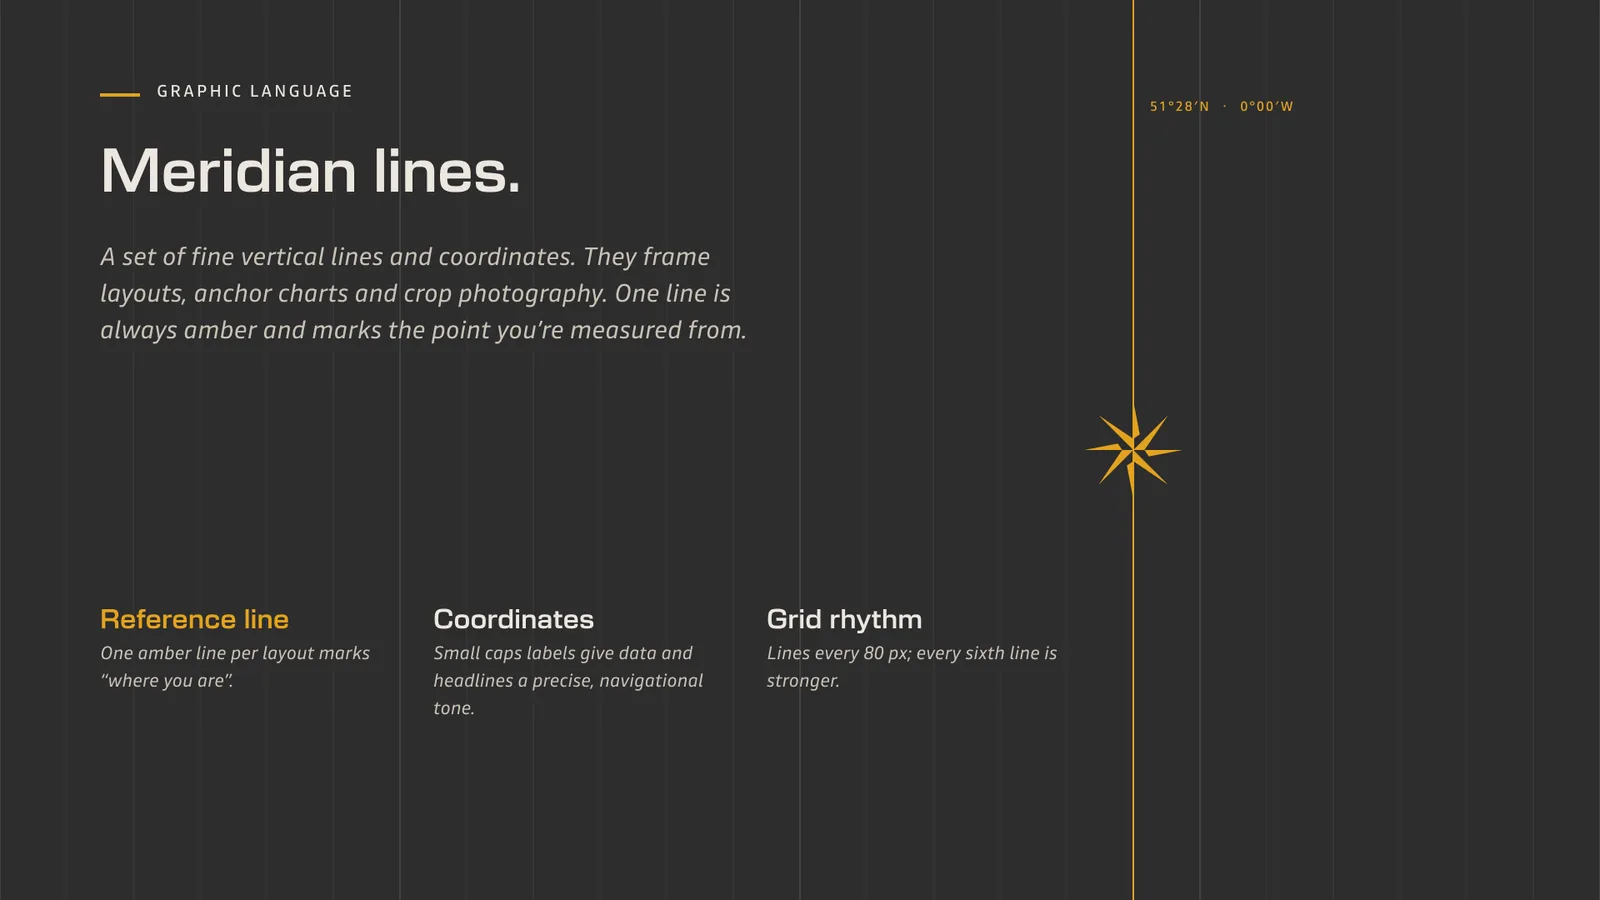 GRAPHIC LANGUAGE
51°28′N · 0°00′W
Meridian lines.
A set of fine vertical lines and coordinates. They frame
layouts, anchor charts and crop photography. One line is
always amber and marks the point you’re measured from.
Reference line
One amber line per layout marks
“where you are”.
Coordinates
Small caps labels give data and
headlines a precise, navigational
tone.
Grid rhythm
Lines every 80 px; every sixth line is
stronger.